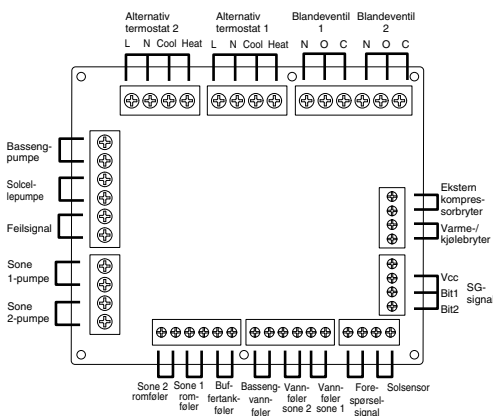 Alternativ
termostat 2
L N Cool Heat
Alternativ
termostat 1
L N Cool Heat
Blandeventil
1
N O C
Blandeventil
2
N O C
Basseng-
pumpe
Solcel-
lepumpe
Feilsignal
Sone
1-pumpe
Sone
2-pumpe
Ekstern
kompres-
sorbryter
Varme-/
kjølebryter
Vcc
Bit1
Bit2
SG-
signal
Sone 2
romføler
Sone 1
rom-
føler
Buf-
fertank-
føler
Basseng-
vann-
føler
Vann-
føler
sone 2
Vann-
føler
sone 1
Fore-
spørsel-
signal
Solsensor